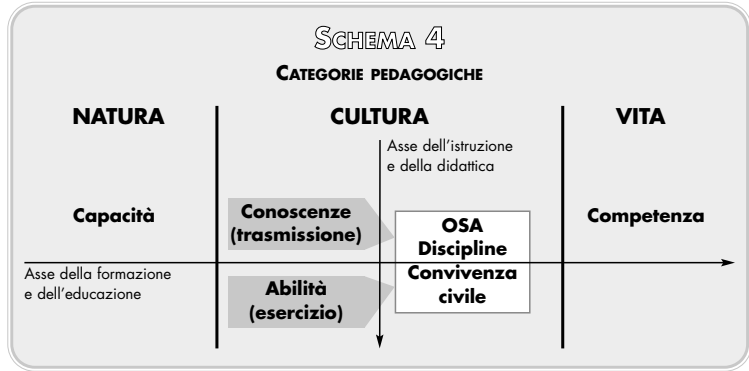 SCHEMA 4
CATEGORIE PEDAGOGICHE
NATURA
CULTURA
VITA
Asse dell'istruzione
e della didattica
Capacità
Conoscenze
(trasmissione)
OSA
Discipline
Convivenza
civile
Competenza
Asse della formazione
e dell'educazione
Abilità
(esercizio)